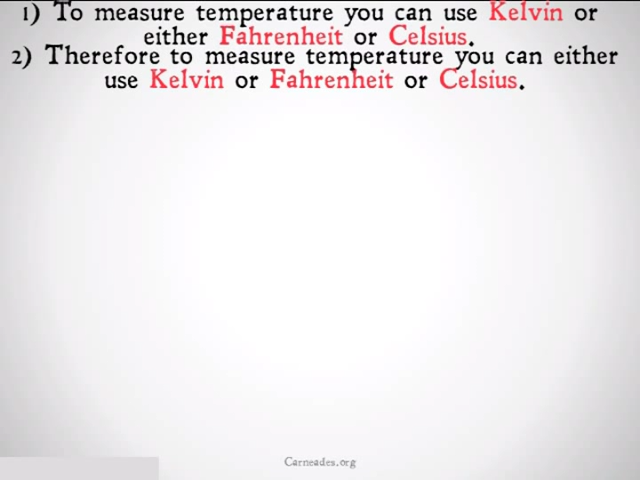 1) To measure temperature you can use Kelvin or
either Fahrenheit or Celsius.
2) Therefore to measure temperature you can either
use Kelvin or Fahrenheit or Celsius.
Carneades.org